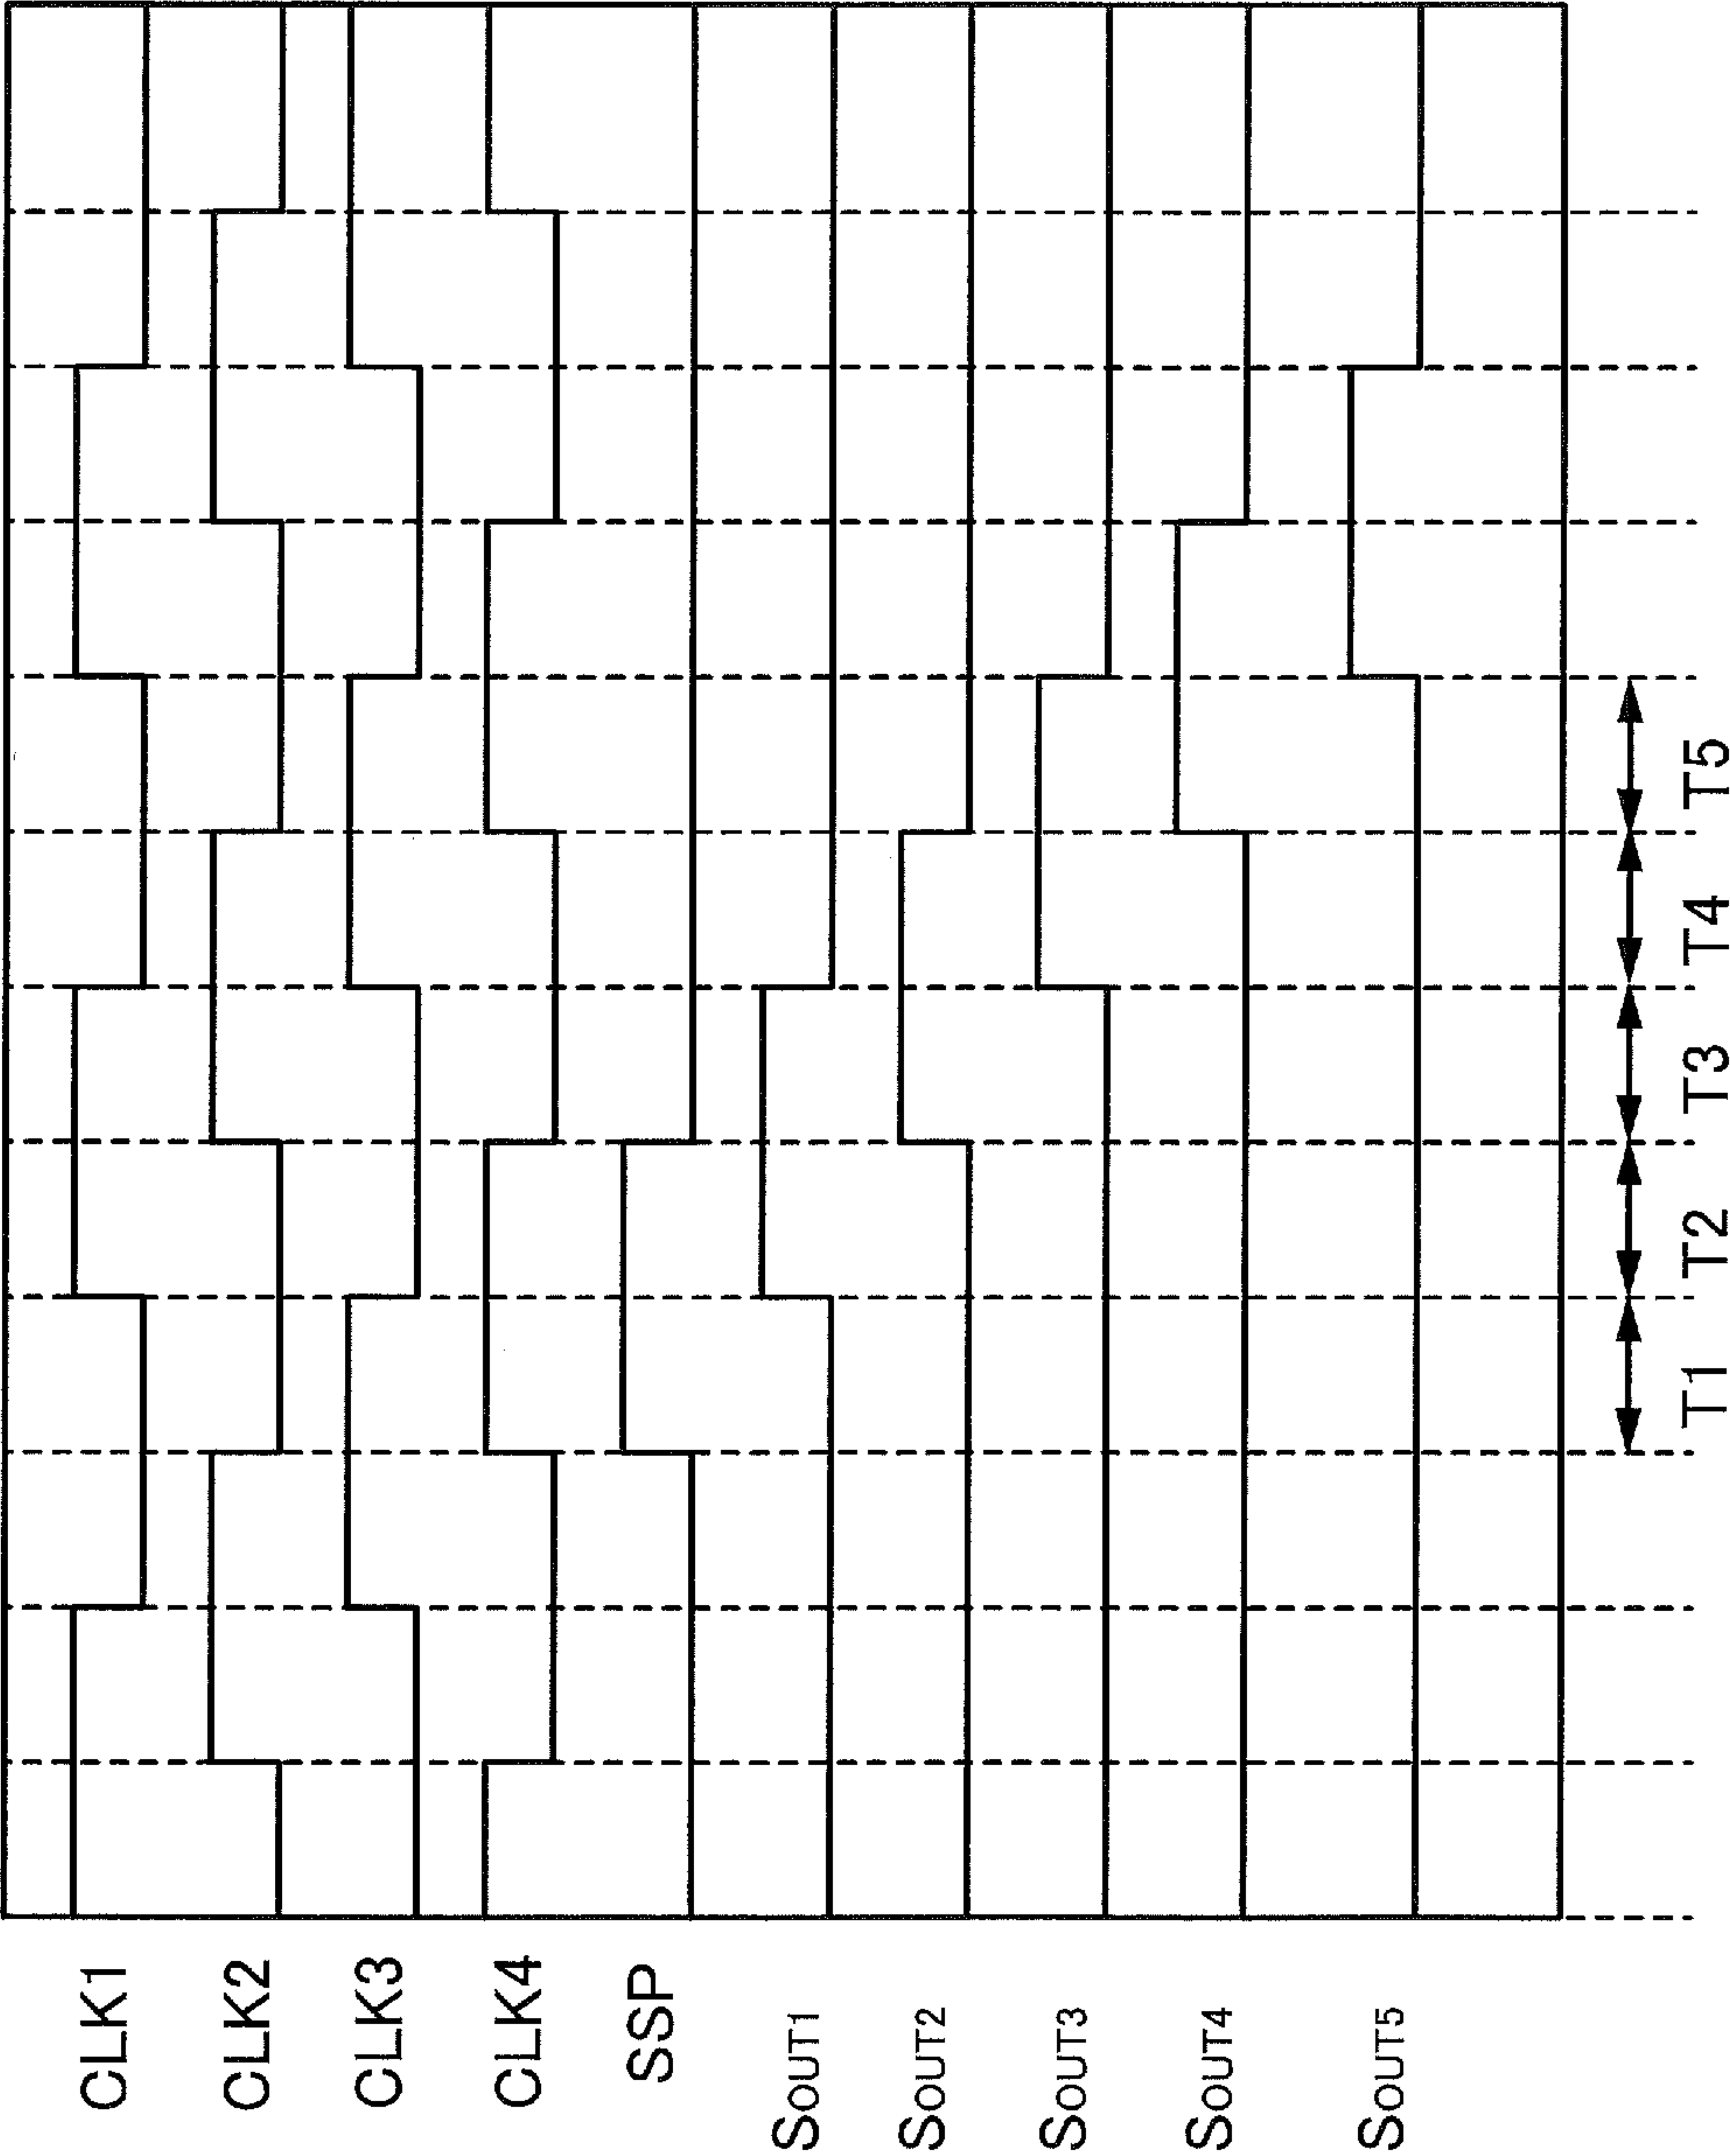 CLK1
CLK2
CLK3
CLK4
SSP
SOUT1
SOUT2
SOUT3
SOUT4
SOUT5
T1 T2 T3 T4 T5